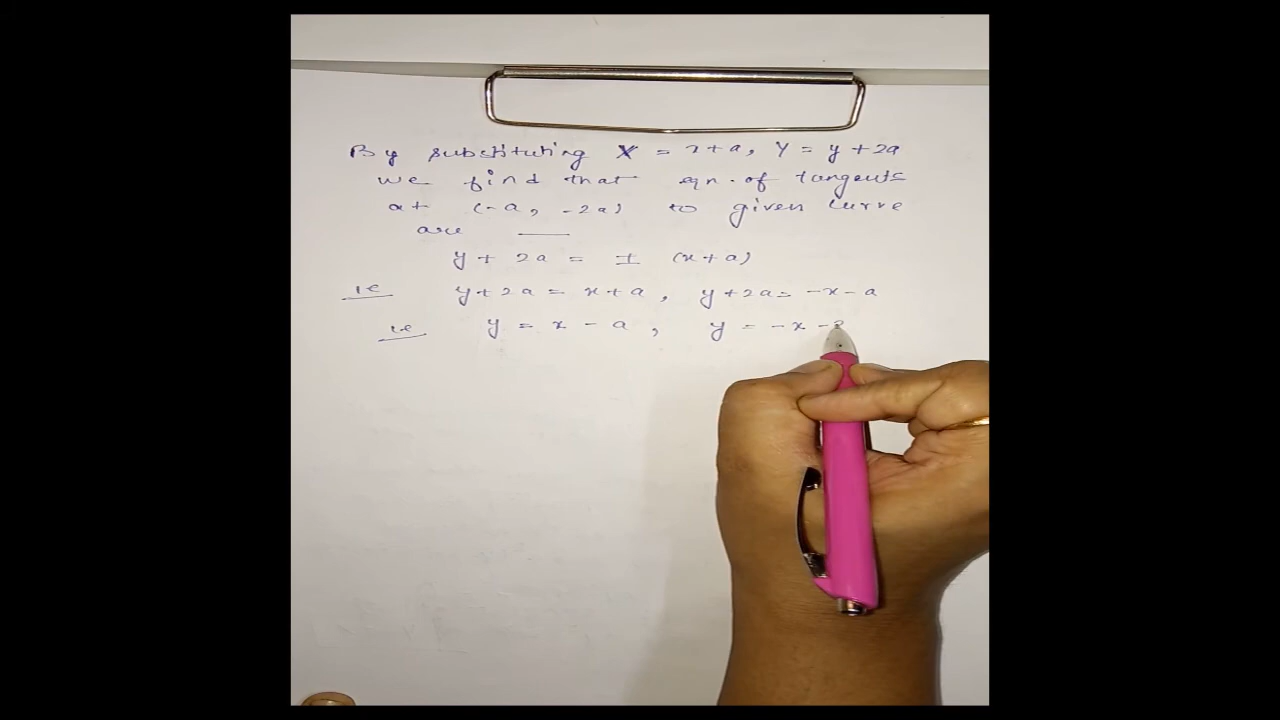 By substituting X = x+a, Y = y+2a
we find that eqn. of tangents
at (-a, -2a) to given curve
are
y + 2a = ± (x+a)
ie y+2a = x+a, y+2a = -x-a
ie y = x - a, y = -x -